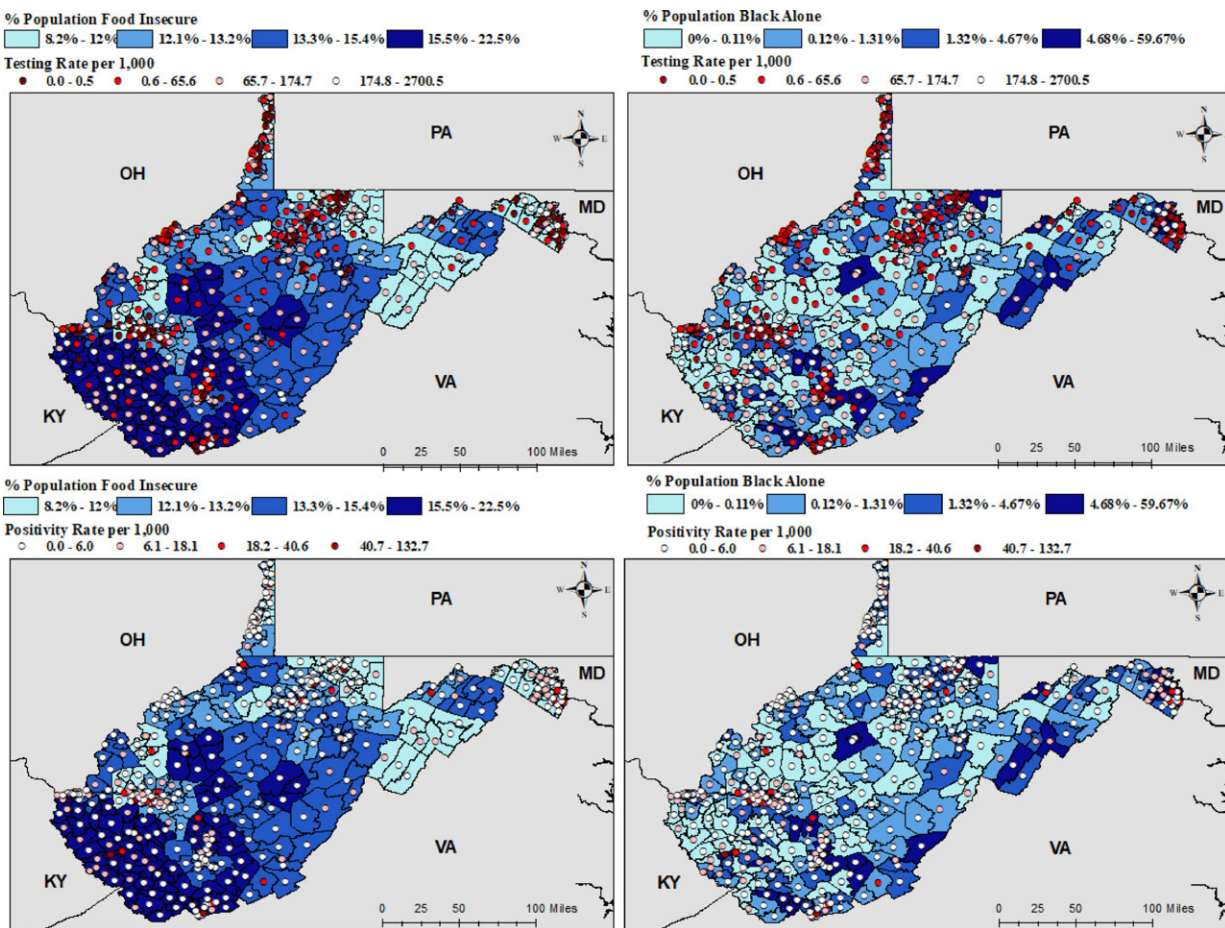 % Population Food Insecure
8.2% - 12% 12.1% - 13.2% 13.3% - 15.4% 15.5% - 22.5%
Testing Rate per 1,000
0.0 - 0.5 0.6 - 65.6 65.7 - 174.7 174.8 - 2700.5
N
W E
S
PA
OH
MD
VA
KY
0 25 50 100 Miles
% Population Black Alone
0% - 0.11% 0.12% - 1.31% 1.32% - 4.67% 4.68% - 59.67%
Testing Rate per 1,000
0.0 - 0.5 0.6 - 65.6 65.7 - 174.7 174.8 - 2700.5
N
W E
S
PA
OH
MD
VA
KY
0 25 50 100 Miles
% Population Food Insecure
8.2% - 12% 12.1% - 13.2% 13.3% - 15.4% 15.5% - 22.5%
Positivity Rate per 1,000
0.0 - 6.0 6.1 - 18.1 18.2 - 40.6 40.7 - 132.7
N
W E
S
PA
OH
MD
VA
KY
0 25 50 100 Miles
% Population Black Alone
0% - 0.11% 0.12% - 1.31% 1.32% - 4.67% 4.68% - 59.67%
Positivity Rate per 1,000
0.0 - 6.0 6.1 - 18.1 18.2 - 40.6 40.7 - 132.7
N
W E
S
PA
OH
MD
VA
KY
0 25 50 100 Miles